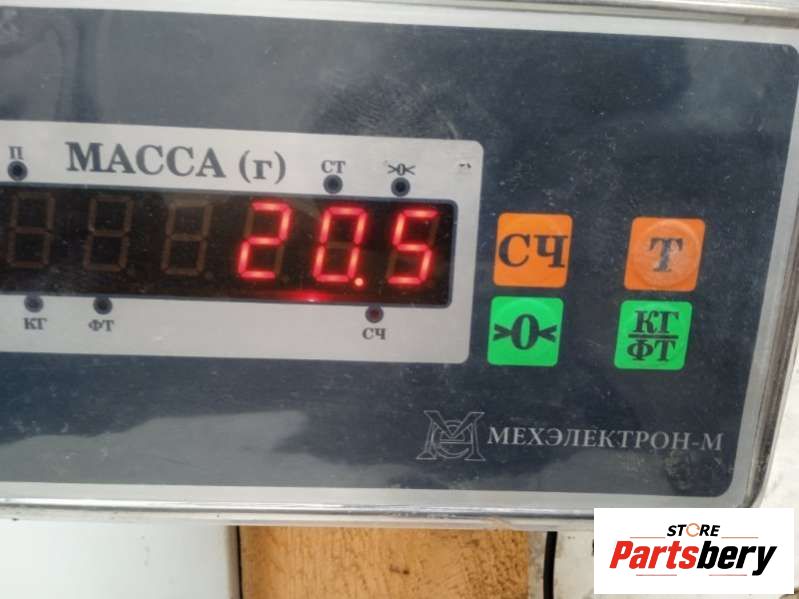 П
МАССА (г)
СТ
>0<
20.5
КГ
ФТ
СЧ
СЧ
Т
>0<
КГ
ФТ
МЕХЭЛЕКТРОН-М
STORE
Partsbery